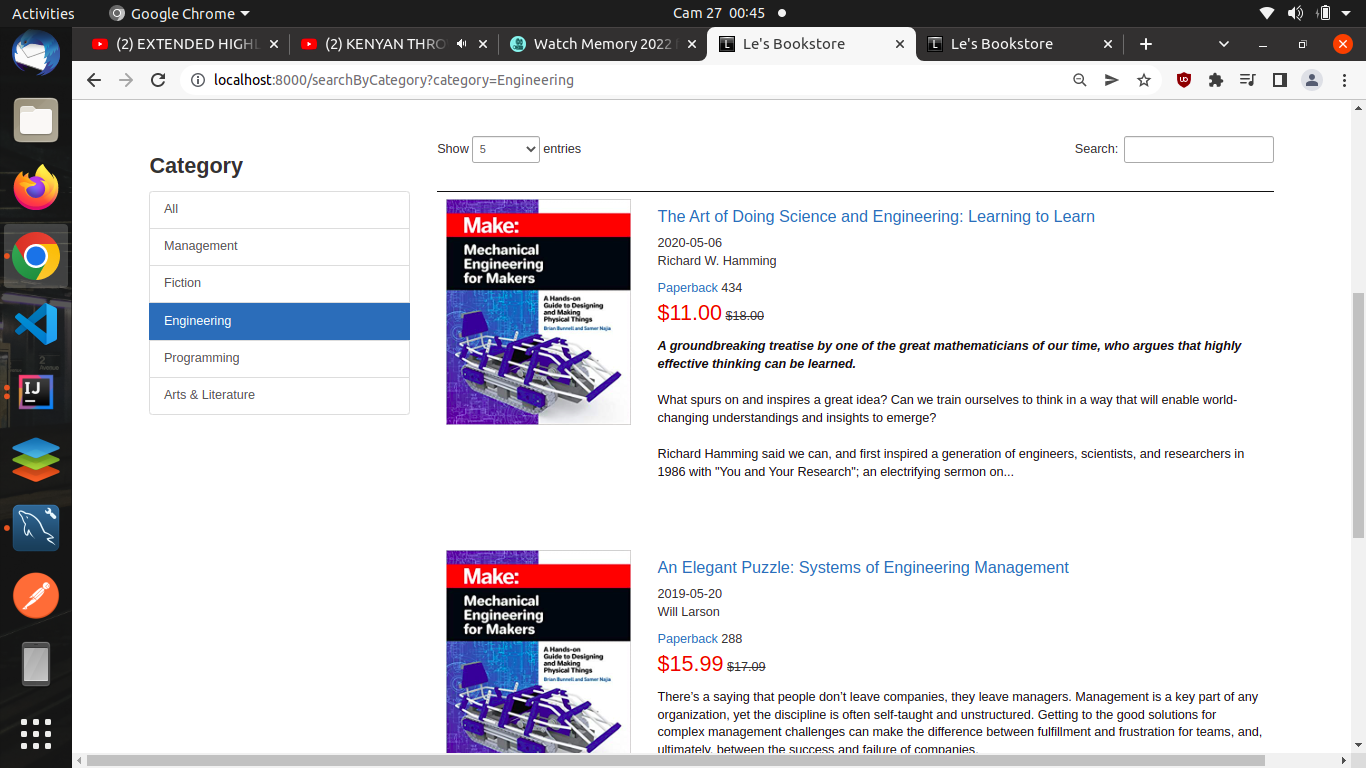 Activities
Google Chrome
Cam 27 00:45
(2) EXTENDED HIGHL
(2) KENYAN THRO
Watch Memory 2022
Le's Bookstore
Le's Bookstore
localhost:8000/searchByCategory?category=Engineering
Category
All
Management
Fiction
Engineering
Programming
Arts & Literature
Show 5 entries
Search:
Make:
Mechanical
Engineering
for Makers
A Hands-on
Guide to Designing
and Making
Physical Things
Brian Bunnell and Samer Najia
The Art of Doing Science and Engineering: Learning to Learn
2020-05-06
Richard W. Hamming
Paperback 434
$11.00 $18.00
A groundbreaking treatise by one of the great mathematicians of our time, who argues that highly
effective thinking can be learned.
What spurs on and inspires a great idea? Can we train ourselves to think in a way that will enable world-
changing understandings and insights to emerge?
Richard Hamming said we can, and first inspired a generation of engineers, scientists, and researchers in
1986 with "You and Your Research"; an electrifying sermon on...
Make:
Mechanical
Engineering
for Makers
A Hands-on
Guide to Designing
and Making
Physical Things
Brian Bunnell and Samer Najia
An Elegant Puzzle: Systems of Engineering Management
2019-05-20
Will Larson
Paperback 288
$15.99 $17.09
There's a saying that people don't leave companies, they leave managers. Management is a key part of any
organization, yet the discipline is often self-taught and unstructured. Getting to the good solutions for
complex management challenges can make the difference between fulfillment and frustration for teams, and,
ultimately, between the success and failure of companies.